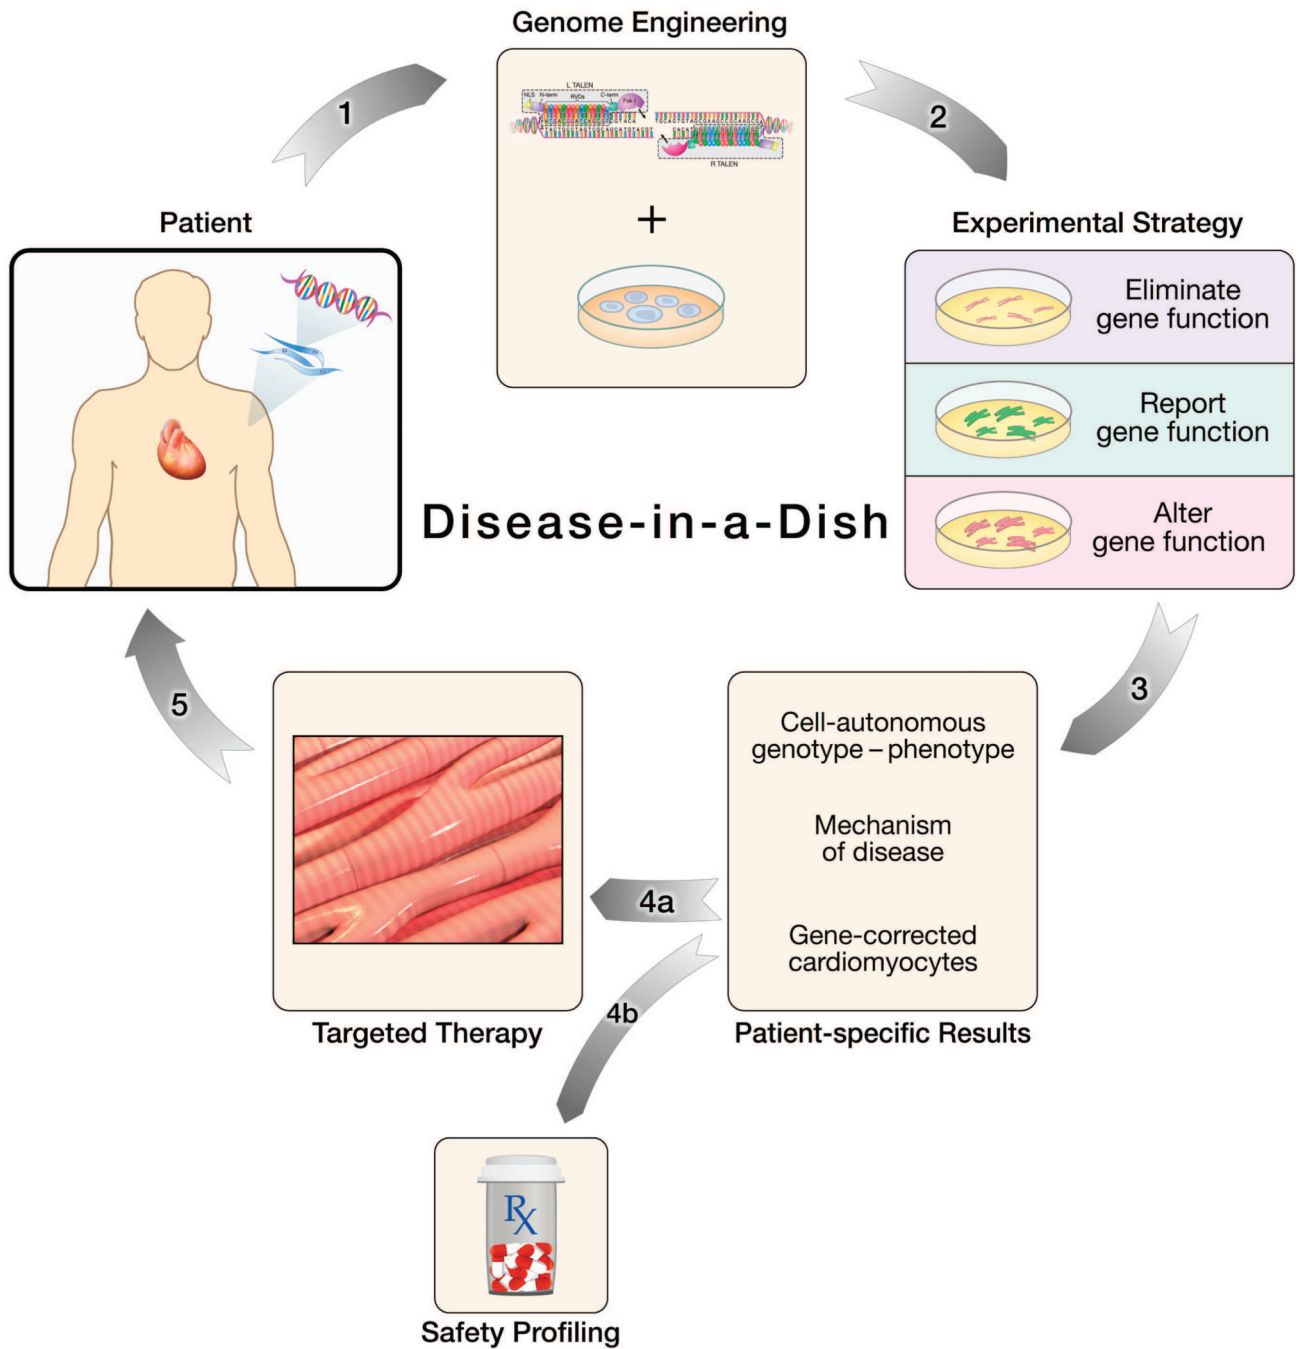 Genome Engineering
L TALEN
NLS
N-term
RVDs
C-term
Fok I
R TALEN
+
1
2
Patient
Experimental Strategy
Eliminate
gene function
Report
gene function
Alter
gene function
Disease-in-a-Dish
3
5
Cell-autonomous
genotype – phenotype
Mechanism
of disease
Gene-corrected
cardiomyocytes
4a
4b
Targeted Therapy
Patient-specific Results
RX
Safety Profiling